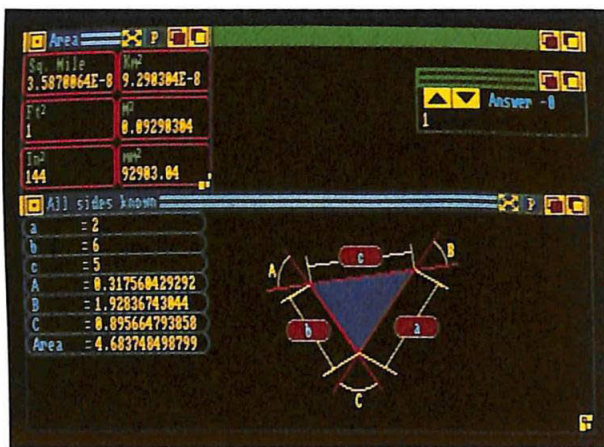 Area P
Sq. Mile Km²
3.5870064E-8 9.290304E-8
Ft² M²
1 0.09290304
In² mm²
144 92903.04
Answer -0
1
All sides known P
a = 2
b = 6
c = 5
A = 0.317560429292
B = 1.92836743044
C = 0.895664793858
Area = 4.683748498799
c
A
B
b
a
C